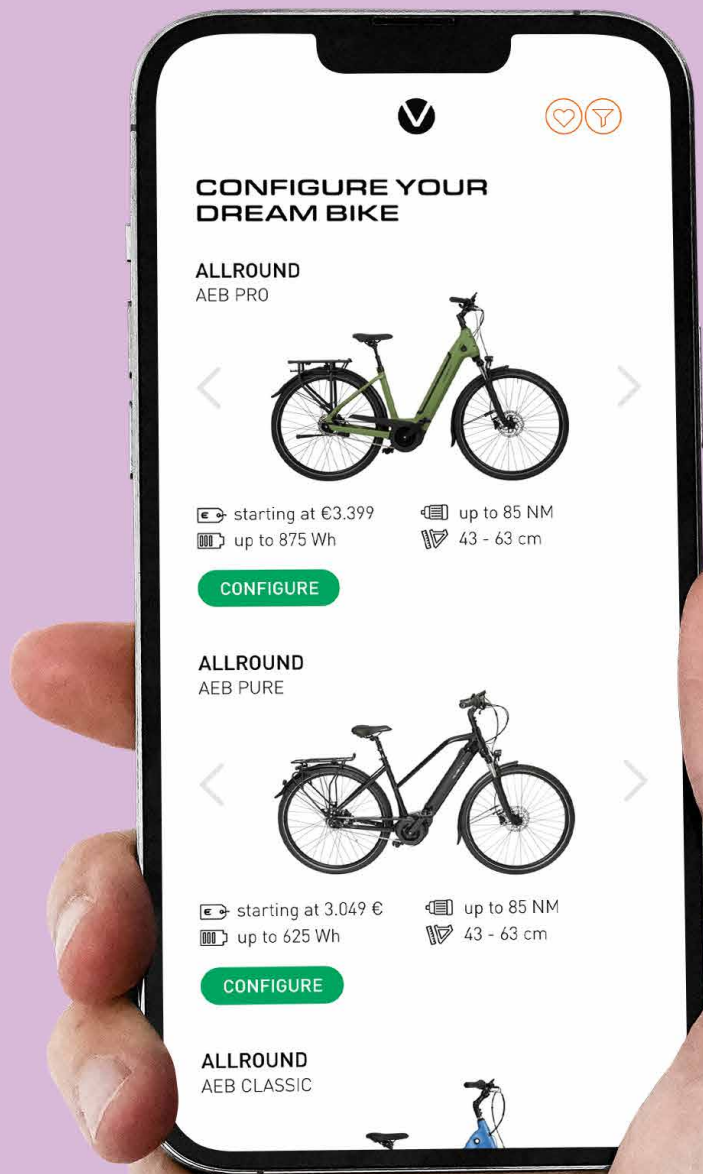 CONFIGURE YOUR
DREAM BIKE
ALLROUND
AEB PRO
starting at €3.399
up to 85 NM
up to 875 Wh
43 - 63 cm
CONFIGURE
ALLROUND
AEB PURE
starting at 3.049 €
up to 85 NM
up to 625 Wh
43 - 63 cm
CONFIGURE
ALLROUND
AEB CLASSIC